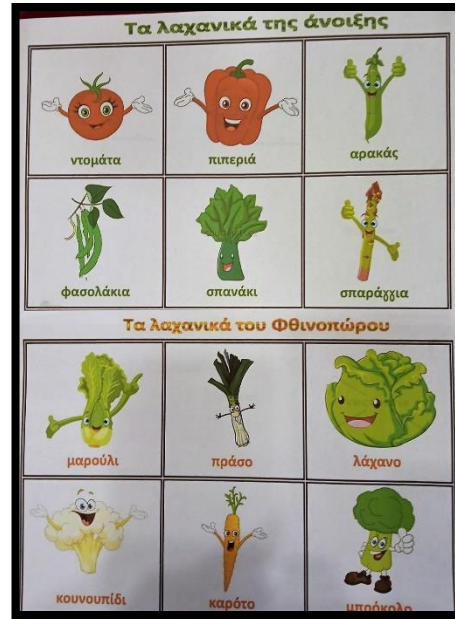 Τα λαχανικά της άνοιξης
ντομάτα πιπεριά αρακάς
φασολάκια σπανάκι σπαράγγια
Τα λαχανικά του Φθινοπώρου
μαρούλι πράσο λάχανο
κουνουπίδι καρότο μπρόκολο